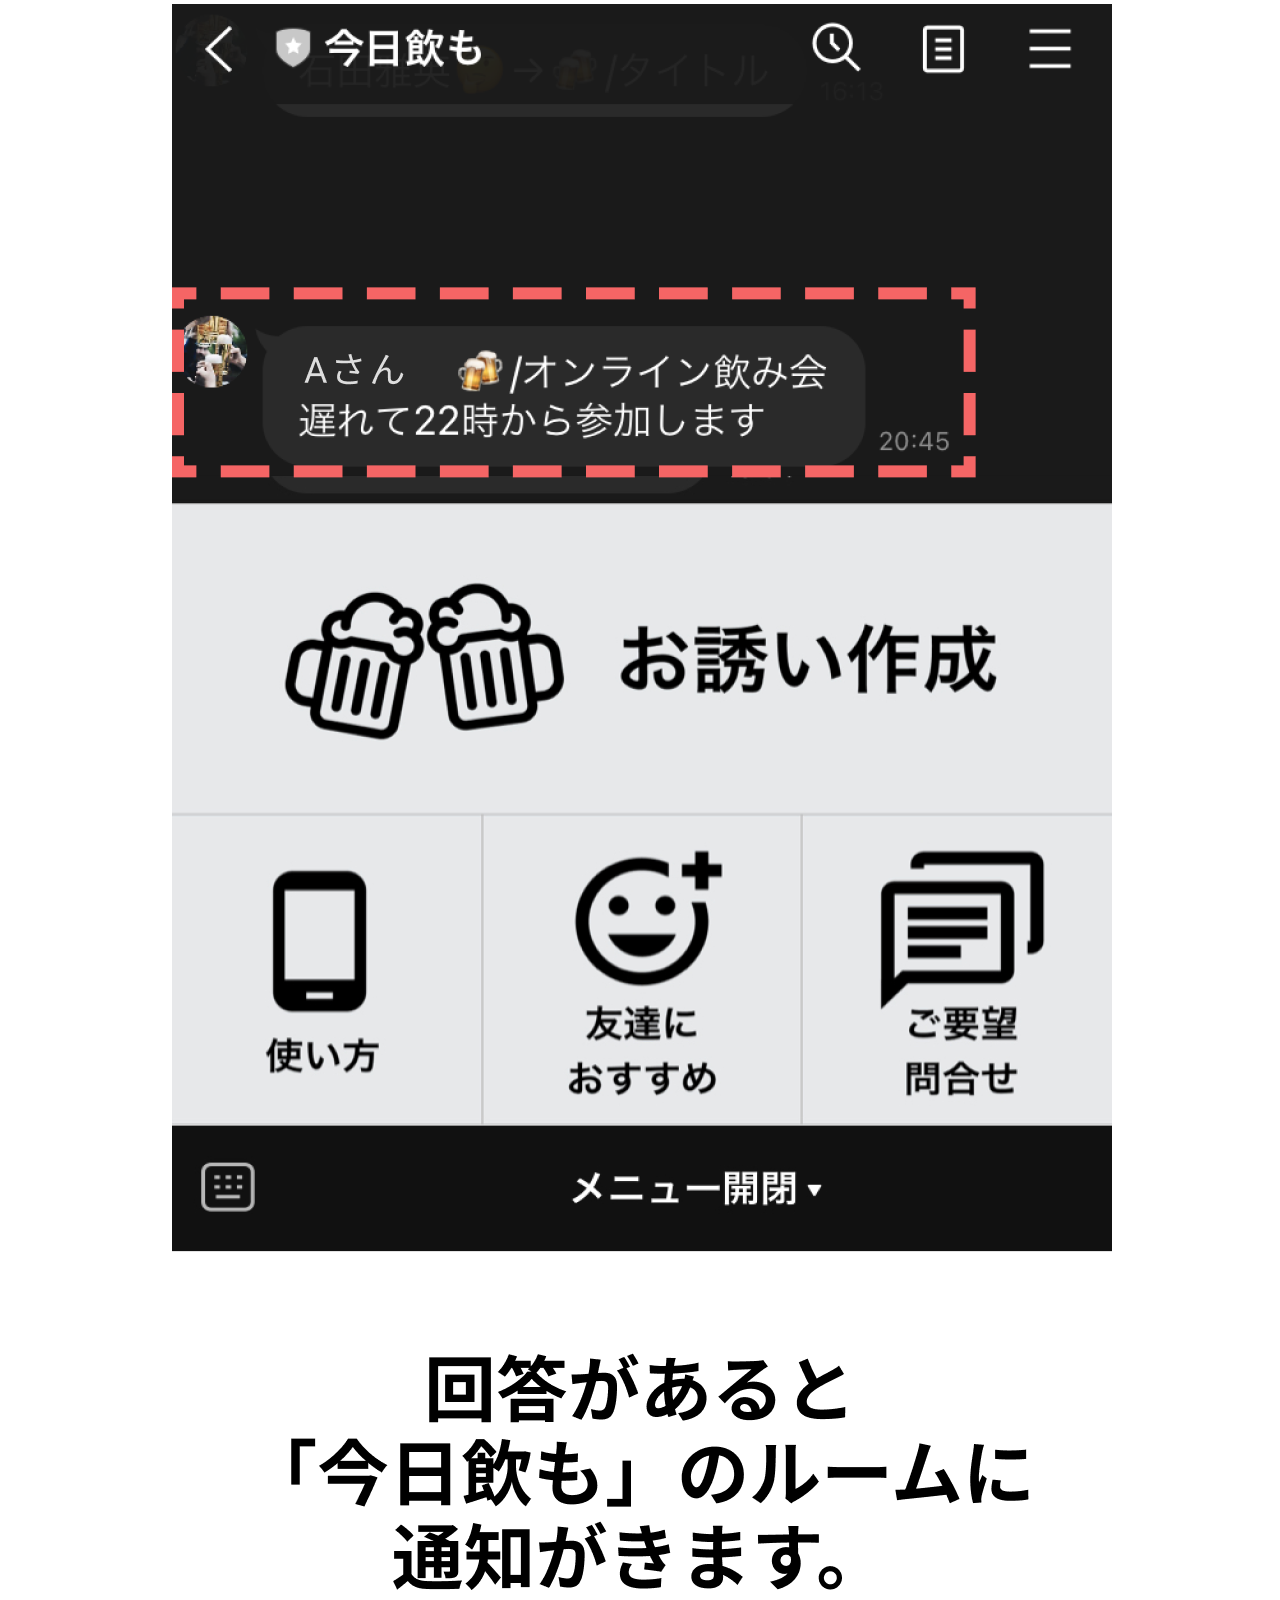 今日飲も
/タイトル
16:13
Aさん 🍻/オンライン飲み会
遅れて22時から参加します
20:45
お誘い作成
使い方
友達に
おすすめ
ご要望
問合せ
メニュー開閉 ▾
回答があると
「今日飲も」のルームに
通知がきます。